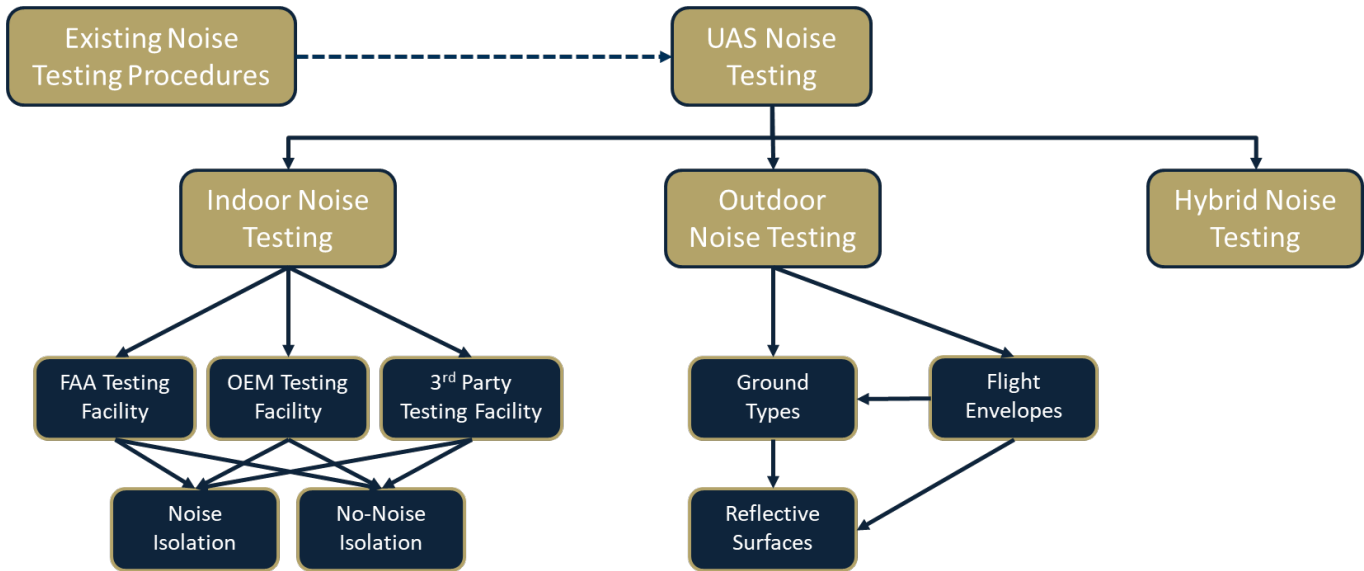 Existing Noise
Testing Procedures
UAS Noise
Testing
Indoor Noise
Testing
Outdoor
Noise Testing
Hybrid Noise
Testing
FAA Testing
Facility
OEM Testing
Facility
3rd Party
Testing Facility
Ground
Types
Flight
Envelopes
Noise
Isolation
No-Noise
Isolation
Reflective
Surfaces